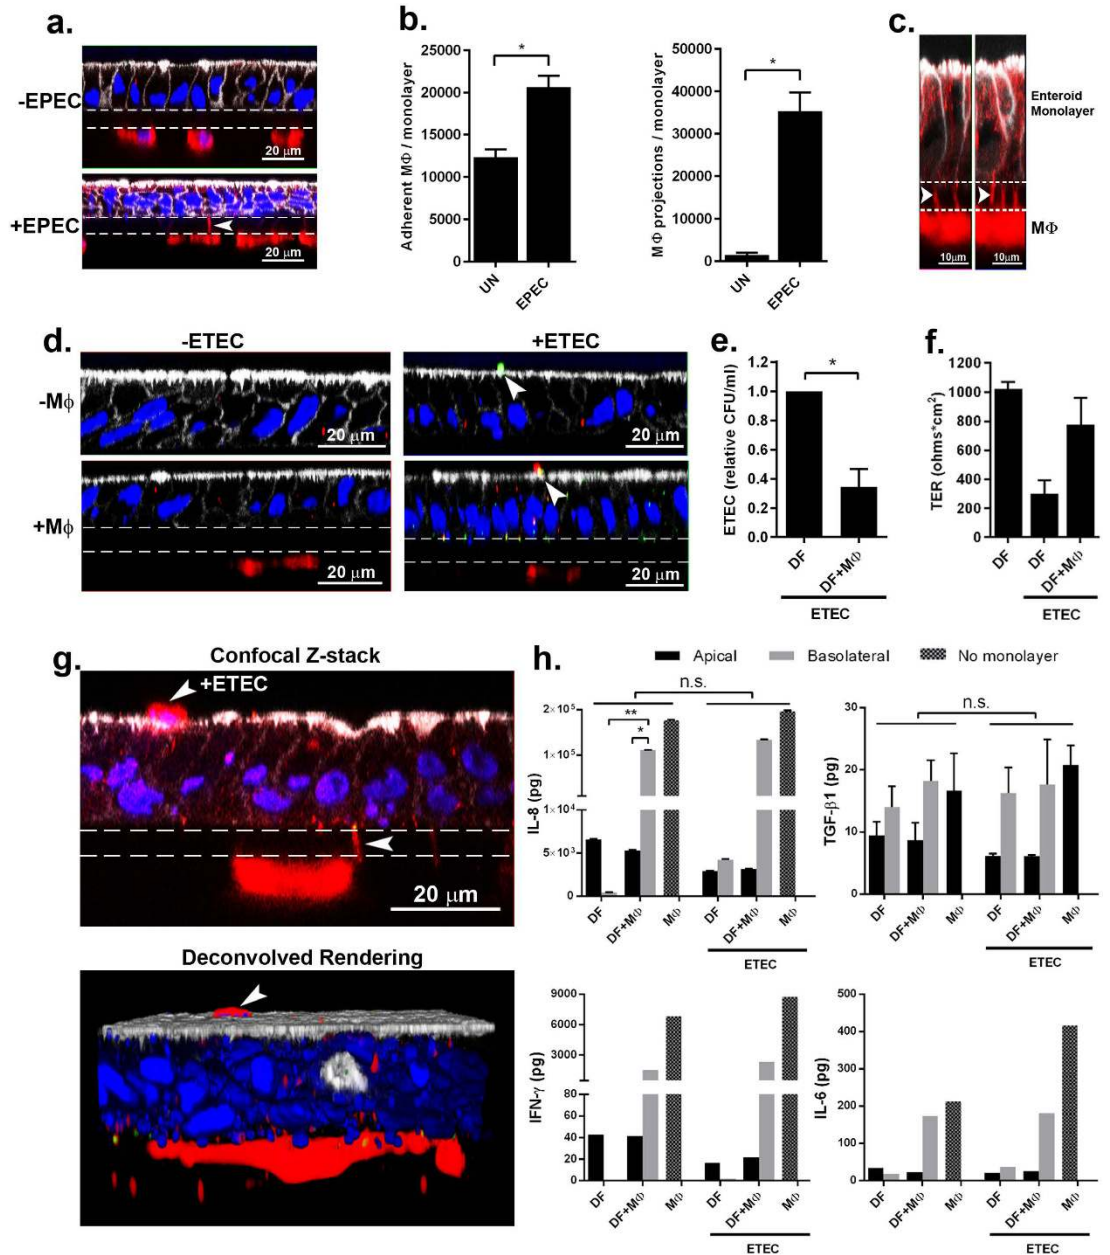 a.
-EPEC
20 μm
+EPEC
20 μm
b.
Adherent MΦ / monolayer
25000
20000
15000
10000
5000
0
*
UN
EPEC
MΦ projections / monolayer
50000
40000
30000
20000
10000
0
*
UN
EPEC
c.
Enteroid
Monolayer
MΦ
10μm
10μm
d.
-ETEC
+ETEC
-Mϕ
20 μm
20 μm
+Mϕ
20 μm
20 μm
e.
ETEC (relative CFU/ml)
1.2
1.0
0.8
0.6
0.4
0.2
0.0
*
DF
DF+MΦ
ETEC
f.
TER (ohms*cm²)
1200
1000
800
600
400
200
0
DF
DF
DF+MΦ
ETEC
g.
Confocal Z-stack
+ETEC
20 μm
Deconvolved Rendering
h.
Apical
Basolateral
No monolayer
IL-8 (pg)
2×10⁵
1×10⁵
1×10⁴
5×10³
0
n.s.
**
*
DF
DF+MΦ
MΦ
DF
DF+MΦ
MΦ
ETEC
TGF-β1 (pg)
30
20
10
0
n.s.
DF
DF+MΦ
MΦ
DF
DF+MΦ
MΦ
ETEC
IFN-γ (pg)
9000
6000
3000
80
60
40
20
0
DF
DF+MΦ
MΦ
DF
DF+MΦ
MΦ
ETEC
IL-6 (pg)
500
400
300
200
100
0
DF
DF+MΦ
MΦ
DF
DF+MΦ
MΦ
ETEC